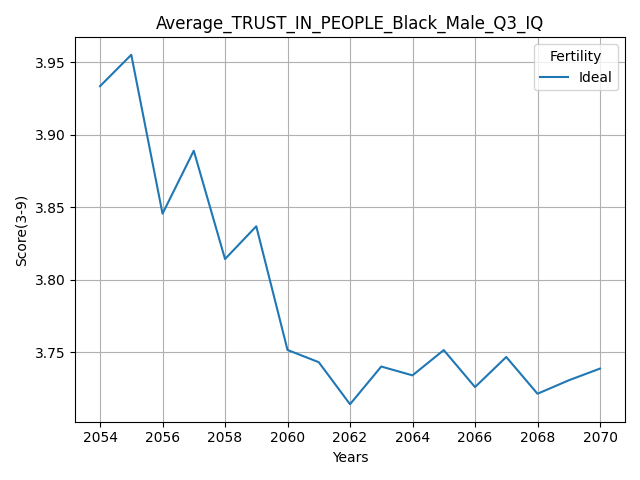 Average_TRUST_IN_PEOPLE_Black_Male_Q3_IQ
Fertility
Ideal
Score(3-9)
3.95
3.90
3.85
3.80
3.75
2054 2056 2058 2060 2062 2064 2066 2068 2070
Years